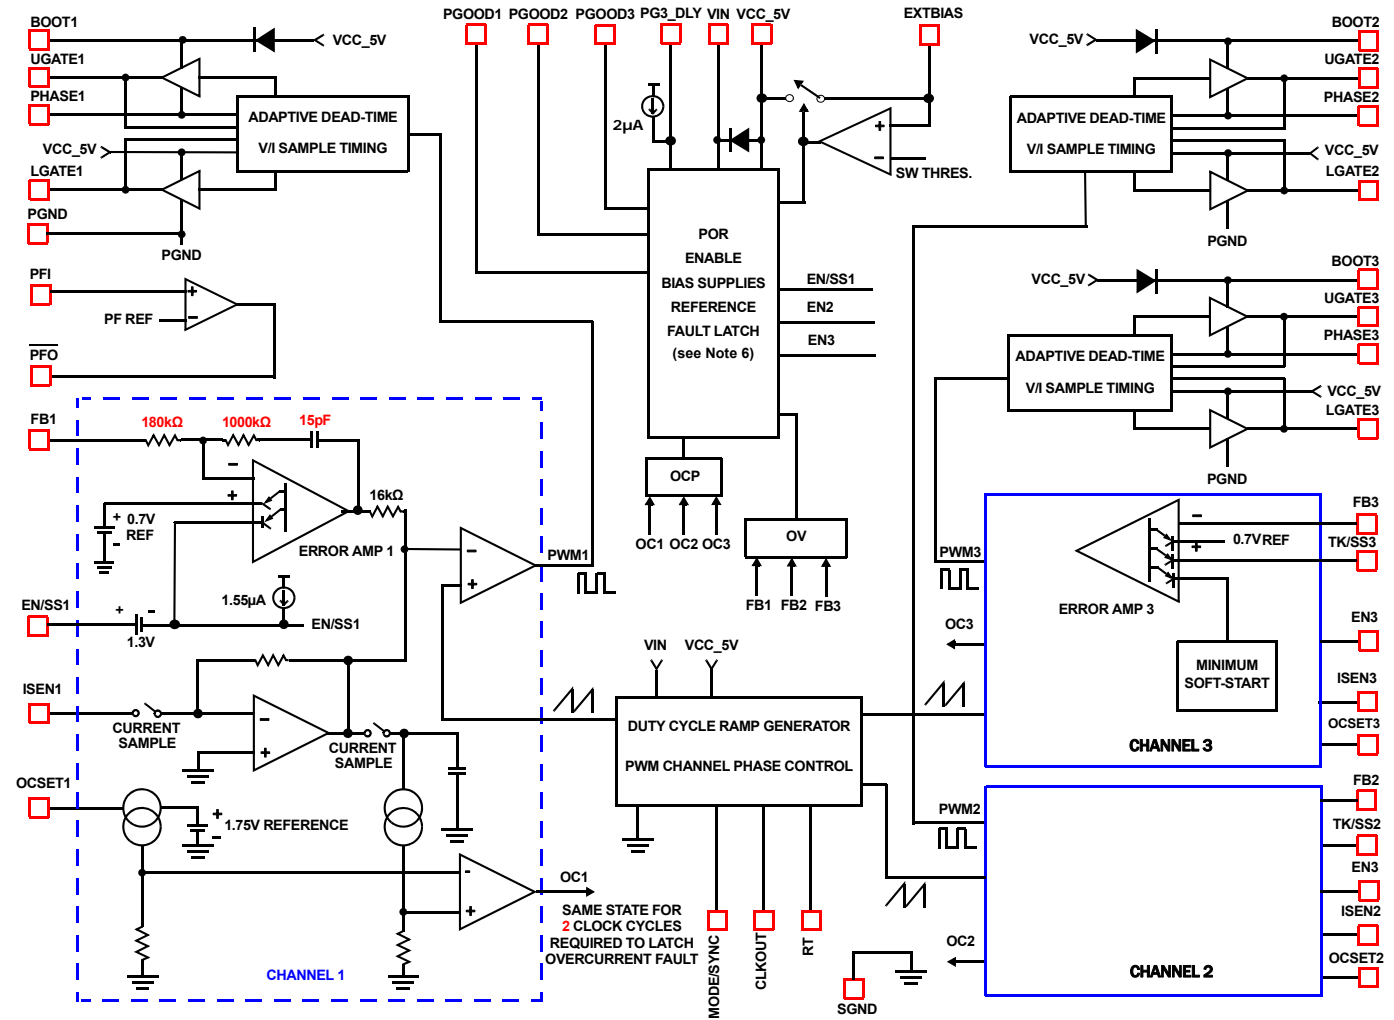 BOOT1
VCC_5V
UGATE1
PHASE1
ADAPTIVE DEAD-TIME
V/I SAMPLE TIMING
VCC_5V
LGATE1
PGND
PGND
PFI
PF REF
PFO
PGOOD1
PGOOD2
PGOOD3
PG3_DLY
VIN
VCC_5V
EXTBIAS
2µA
SW THRES.
POR
ENABLE
BIAS SUPPLIES
REFERENCE
FAULT LATCH
(see Note 6)
EN/SS1
EN2
EN3
OCP
OC1
OC2
OC3
OV
FB1
FB2
FB3
BOOT2
VCC_5V
UGATE2
PHASE2
ADAPTIVE DEAD-TIME
V/I SAMPLE TIMING
VCC_5V
LGATE2
PGND
BOOT3
VCC_5V
UGATE3
PHASE3
ADAPTIVE DEAD-TIME
V/I SAMPLE TIMING
VCC_5V
LGATE3
PGND
FB1
180kΩ
1000kΩ
15pF
−
+
16kΩ
+
0.7V
REF
-
ERROR AMP 1
−
+
PWM1
EN/SS1
+
-
1.3V
1.55µA
EN/SS1
ISEN1
CURRENT
SAMPLE
−
+
CURRENT
SAMPLE
OCSET1
+
1.75V REFERENCE
-
-
+
OC1
SAME STATE FOR
2 CLOCK CYCLES
REQUIRED TO LATCH
OVERCURRENT FAULT
CHANNEL 1
VIN
VCC_5V
DUTY CYCLE RAMP GENERATOR
PWM CHANNEL PHASE CONTROL
MODE/SYNC
CLKOUT
RT
SGND
PWM3
OC3
−
0.7V REF
+
ERROR AMP 3
MINIMUM
SOFT-START
CHANNEL 3
FB3
TK/SS3
EN3
ISEN3
OCSET3
PWM2
OC2
CHANNEL 2
FB2
TK/SS2
EN3
ISEN2
OCSET2